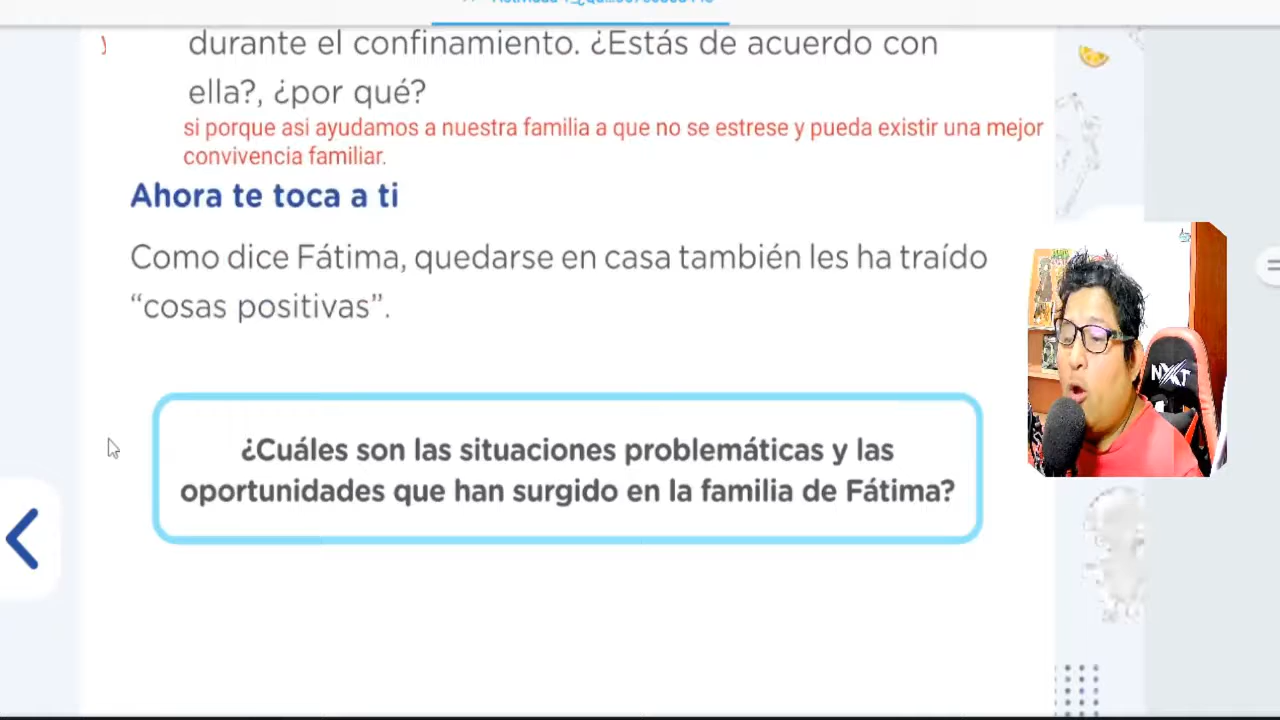 durante el confinamiento. ¿Estás de acuerdo con
ella?, ¿por qué?
si porque asi ayudamos a nuestra familia a que no se estrese y pueda existir una mejor
convivencia familiar.
Ahora te toca a ti
Como dice Fátima, quedarse en casa también les ha traído
“cosas positivas”.
¿Cuáles son las situaciones problemáticas y las
oportunidades que han surgido en la familia de Fátima?
NXT